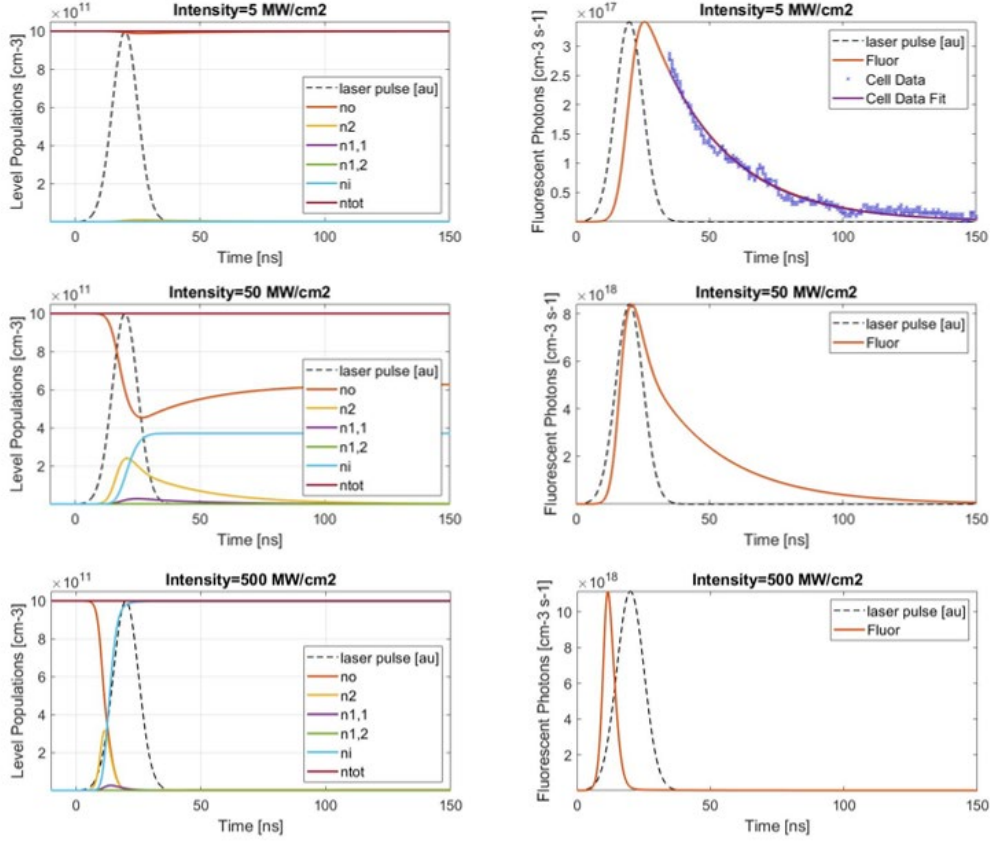 Intensity=5 MW/cm2
×10^11
Level Populations [cm-3]
10
8
6
4
2
laser pulse [au]
no
n2
n1,1
n1,2
ni
ntot
0
50
100
150
Time [ns]
Intensity=5 MW/cm2
×10^17
Fluorescent Photons [cm-3 s-1]
3
2.5
2
1.5
1
0.5
laser pulse [au]
Fluor
Cell Data
Cell Data Fit
0
50
100
150
Time [ns]
Intensity=50 MW/cm2
×10^11
Level Populations [cm-3]
10
8
6
4
2
laser pulse [au]
no
n2
n1,1
n1,2
ni
ntot
0
50
100
150
Time [ns]
Intensity=50 MW/cm2
×10^18
Fluorescent Photons [cm-3 s-1]
8
6
4
2
laser pulse [au]
Fluor
0
50
100
150
Time [ns]
Intensity=500 MW/cm2
×10^11
Level Populations [cm-3]
10
8
6
4
2
laser pulse [au]
no
n2
n1,1
n1,2
ni
ntot
0
50
100
150
Time [ns]
Intensity=500 MW/cm2
×10^18
Fluorescent Photons [cm-3 s-1]
10
8
6
4
2
laser pulse [au]
Fluor
0
50
100
150
Time [ns]